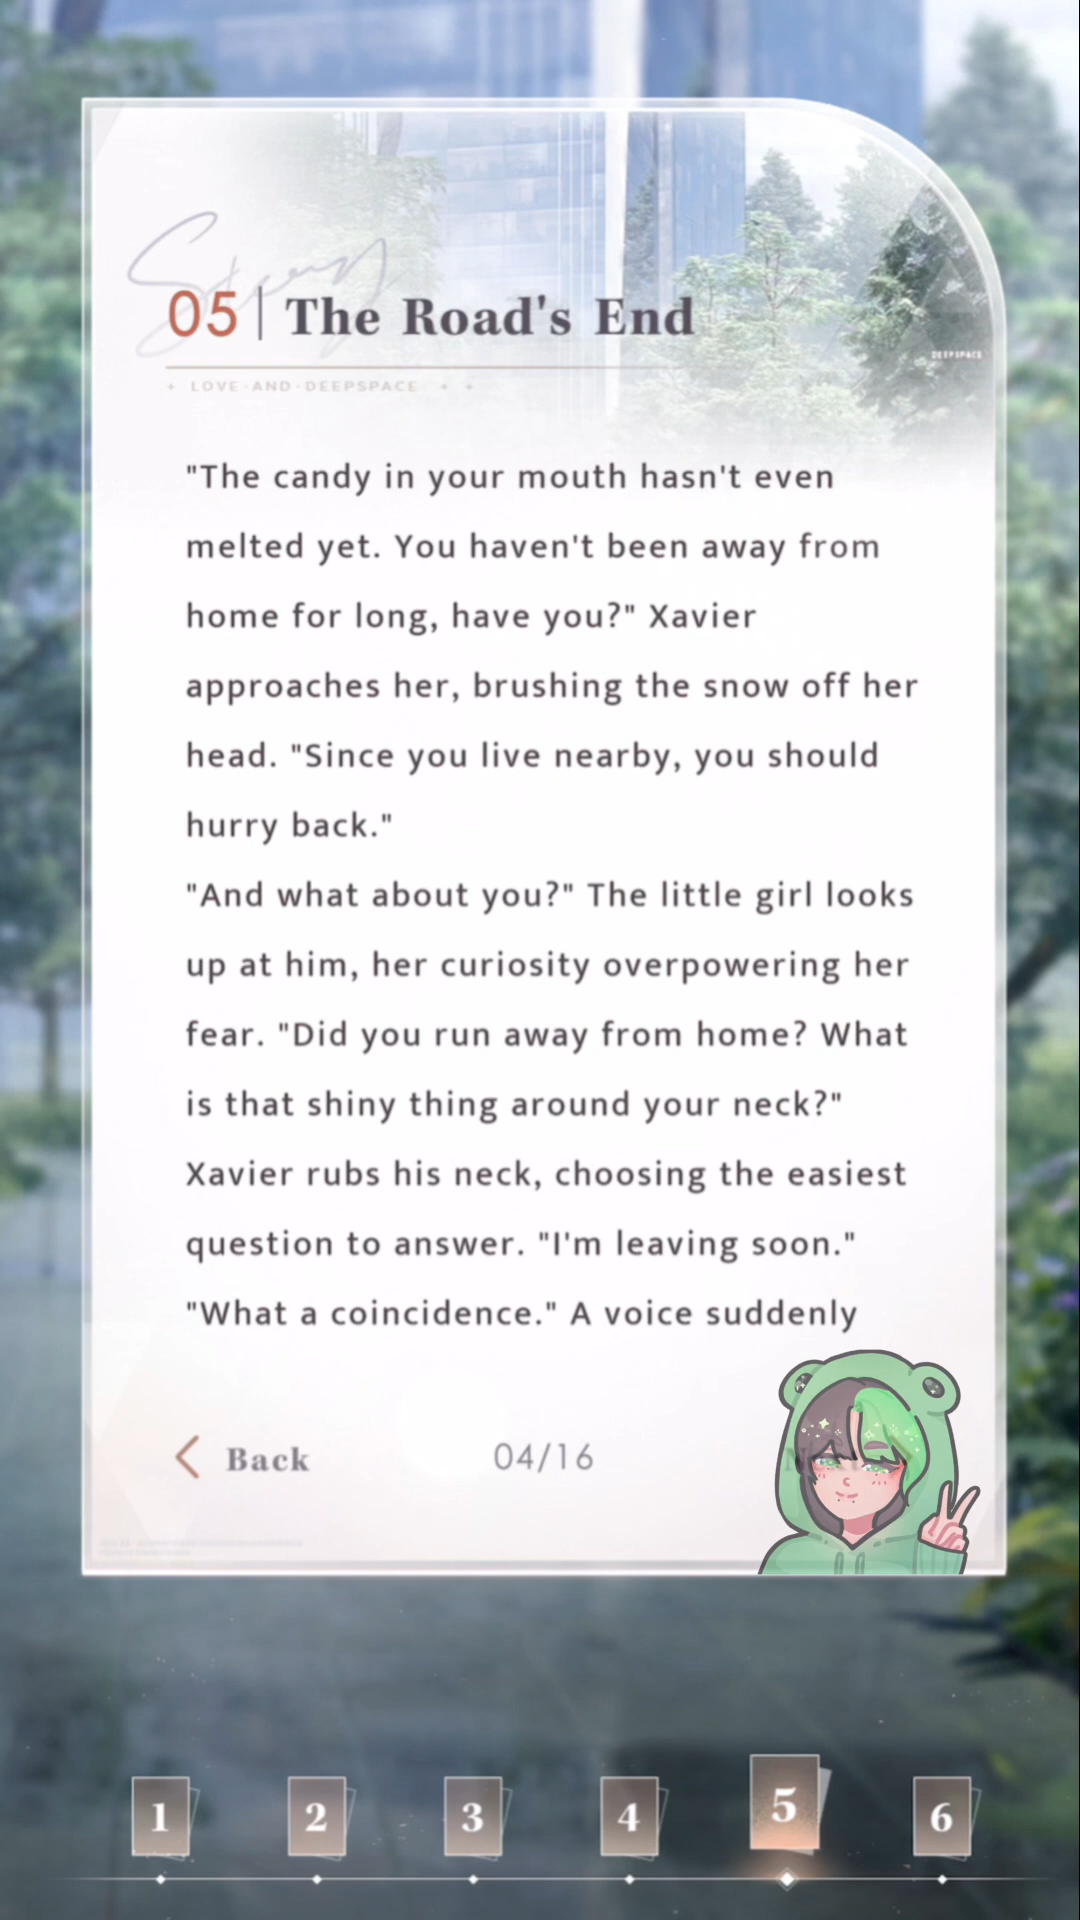 Story
05 | The Road's End
LOVE·AND·DEEPSPACE
DEEPSPACE
"The candy in your mouth hasn't even
melted yet. You haven't been away from
home for long, have you?" Xavier
approaches her, brushing the snow off her
head. "Since you live nearby, you should
hurry back."
"And what about you?" The little girl looks
up at him, her curiosity overpowering her
fear. "Did you run away from home? What
is that shiny thing around your neck?"
Xavier rubs his neck, choosing the easiest
question to answer. "I'm leaving soon."
"What a coincidence." A voice suddenly
Back
04/16
1
2
3
4
5
6